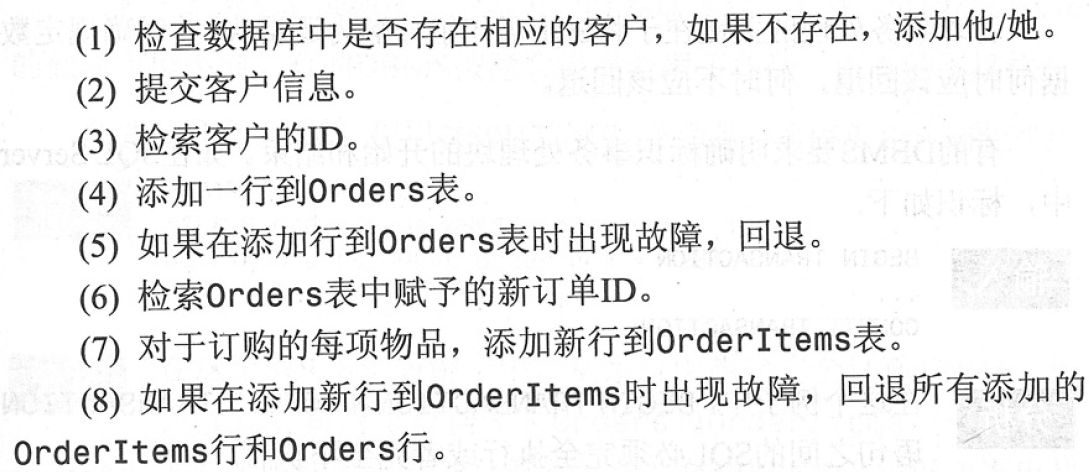 (1) 检查数据库中是否存在相应的客户，如果不存在，添加他/她。
(2) 提交客户信息。
(3) 检索客户的ID。
(4) 添加一行到Orders表。
(5) 如果在添加行到Orders表时出现故障，回退。
(6) 检索Orders表中赋予的新订单ID。
(7) 对于订购的每项物品，添加新行到OrderItems表。
(8) 如果在添加新行到OrderItems时出现故障，回退所有添加的
OrderItems行和Orders行。